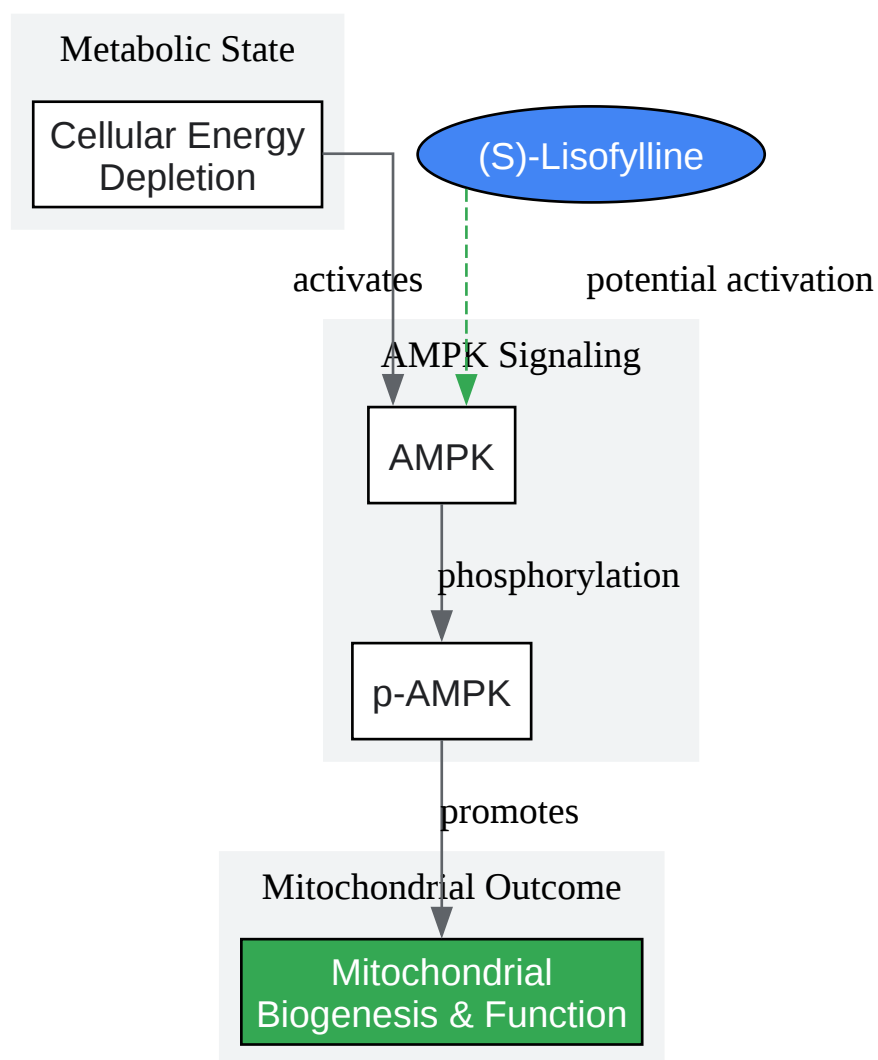 Metabolic State
Cellular Energy
Depletion
(S)-Lisofylline
activates
potential activation
AMPK Signaling
AMPK
phosphorylation
p-AMPK
promotes
Mitochondrial Outcome
Mitochondrial
Biogenesis & Function